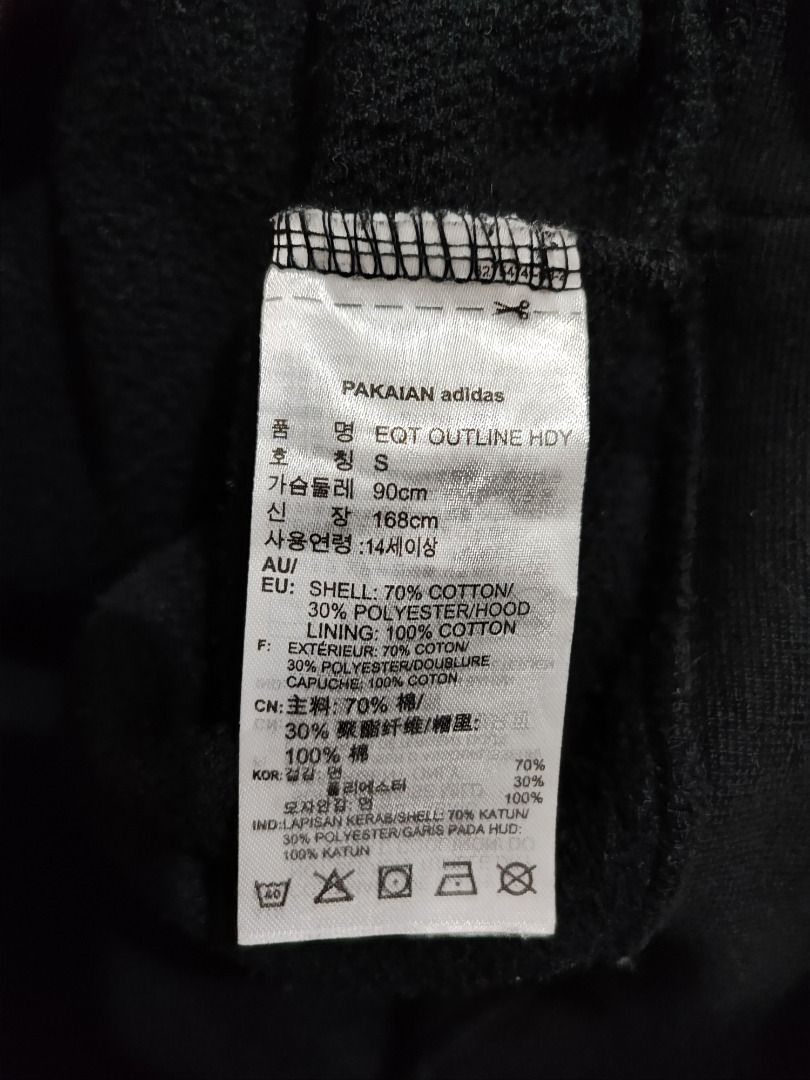 PAKAIAN adidas
품 명 EQT OUTLINE HDY
호 칭 S
가슴둘레 90cm
신 장 168cm
사용연령 :14세이상
AU/
EU: SHELL: 70% COTTON/
30% POLYESTER/HOOD
LINING: 100% COTTON
F: EXTÉRIEUR: 70% COTON/
30% POLYESTER/DOUBLURE
CAPUCHE: 100% COTON
CN: 主料: 70% 棉/
30% 聚酯纤维/帽里:
100% 棉
KOR: 겉감: 면 70%
폴리에스터 30%
모자안감: 면 100%
IND:LAPISAN KERAS/SHELL: 70% KATUN/
30% POLYESTER/GARIS PADA HUD:
100% KATUN
40